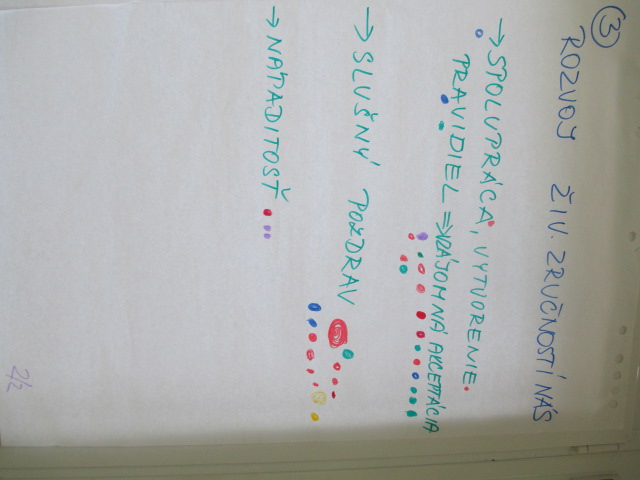 ③ ROZVOJ ŽIV. ZRUČNOSTÍ NÁS
→ SPOLUPRÁCA, VYTVORENIE
PRAVIDIEL ⇒ VZÁJOMNÁ AKCEPTÁCIA
→ SLUŠNÝ POZDRAV
→ NÁPADITOSŤ
2/2